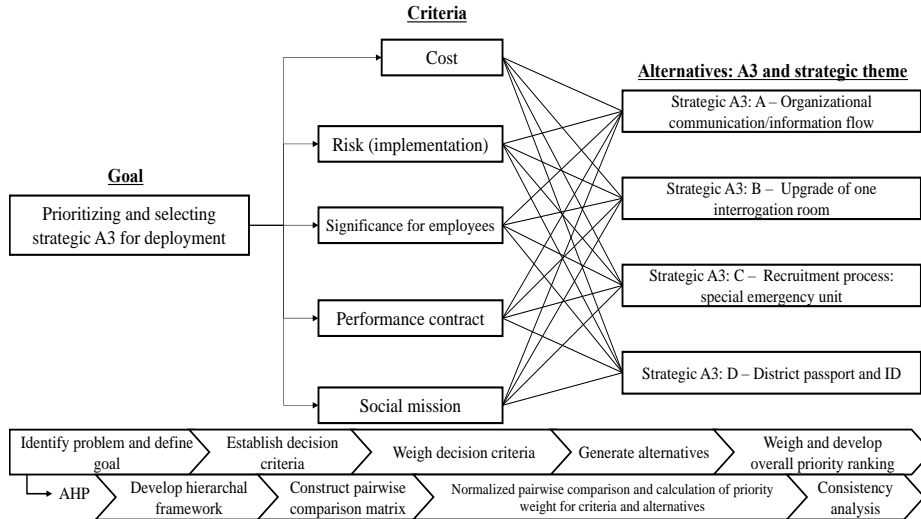 Criteria
Cost
Alternatives: A3 and strategic theme
Strategic A3: A – Organizational
communication/information flow
Risk (implementation)
Goal
Prioritizing and selecting
strategic A3 for deployment
Strategic A3: B – Upgrade of one
interrogation room
Significance for employees
Strategic A3: C – Recruitment process:
special emergency unit
Performance contract
Strategic A3: D – District passport and ID
Social mission
Identify problem and define
goal
Establish decision
criteria
Weigh decision criteria
Generate alternatives
Weigh and develop
overall priority ranking
AHP
Develop hierarchal
framework
Construct pairwise
comparison matrix
Normalized pairwise comparison and calculation of priority
weight for criteria and alternatives
Consistency
analysis